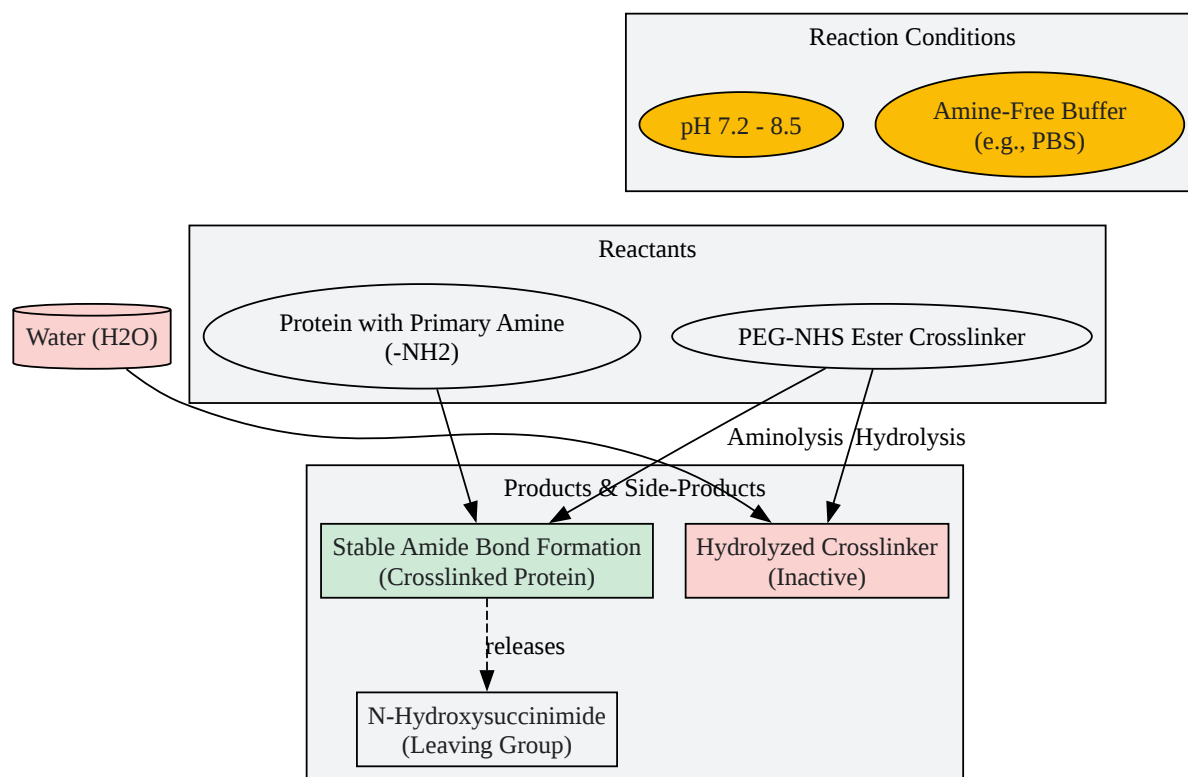 Reaction Conditions
pH 7.2 - 8.5
Amine-Free Buffer
(e.g., PBS)
Reactants
Water (H2O)
Protein with Primary Amine
(-NH2)
PEG-NHS Ester Crosslinker
Aminolysis
Hydrolysis
Products & Side-Products
Stable Amide Bond Formation
(Crosslinked Protein)
Hydrolyzed Crosslinker
(Inactive)
releases
N-Hydroxysuccinimide
(Leaving Group)